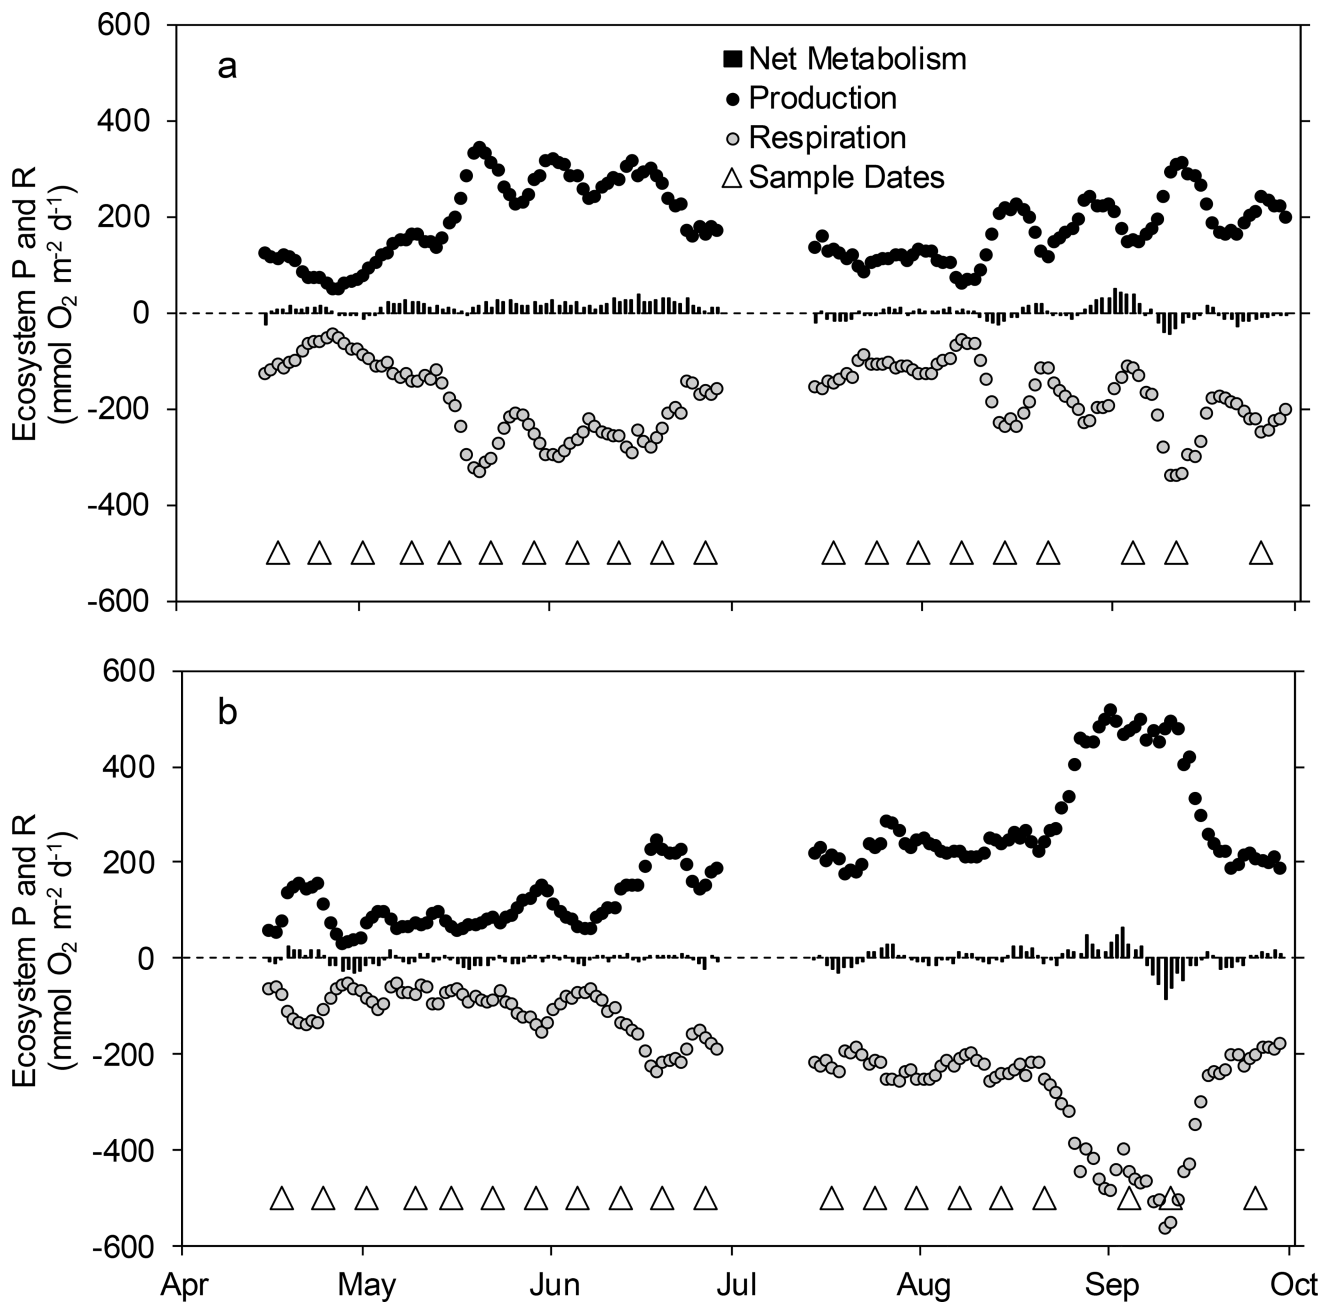 600
400
200
0
-200
-400
-600
Ecosystem P and R
(mmol O2 m-2 d-1)
a
Net Metabolism
Production
Respiration
Sample Dates
600
400
200
0
-200
-400
-600
Ecosystem P and R
(mmol O2 m-2 d-1)
b
Apr May Jun Jul Aug Sep Oct